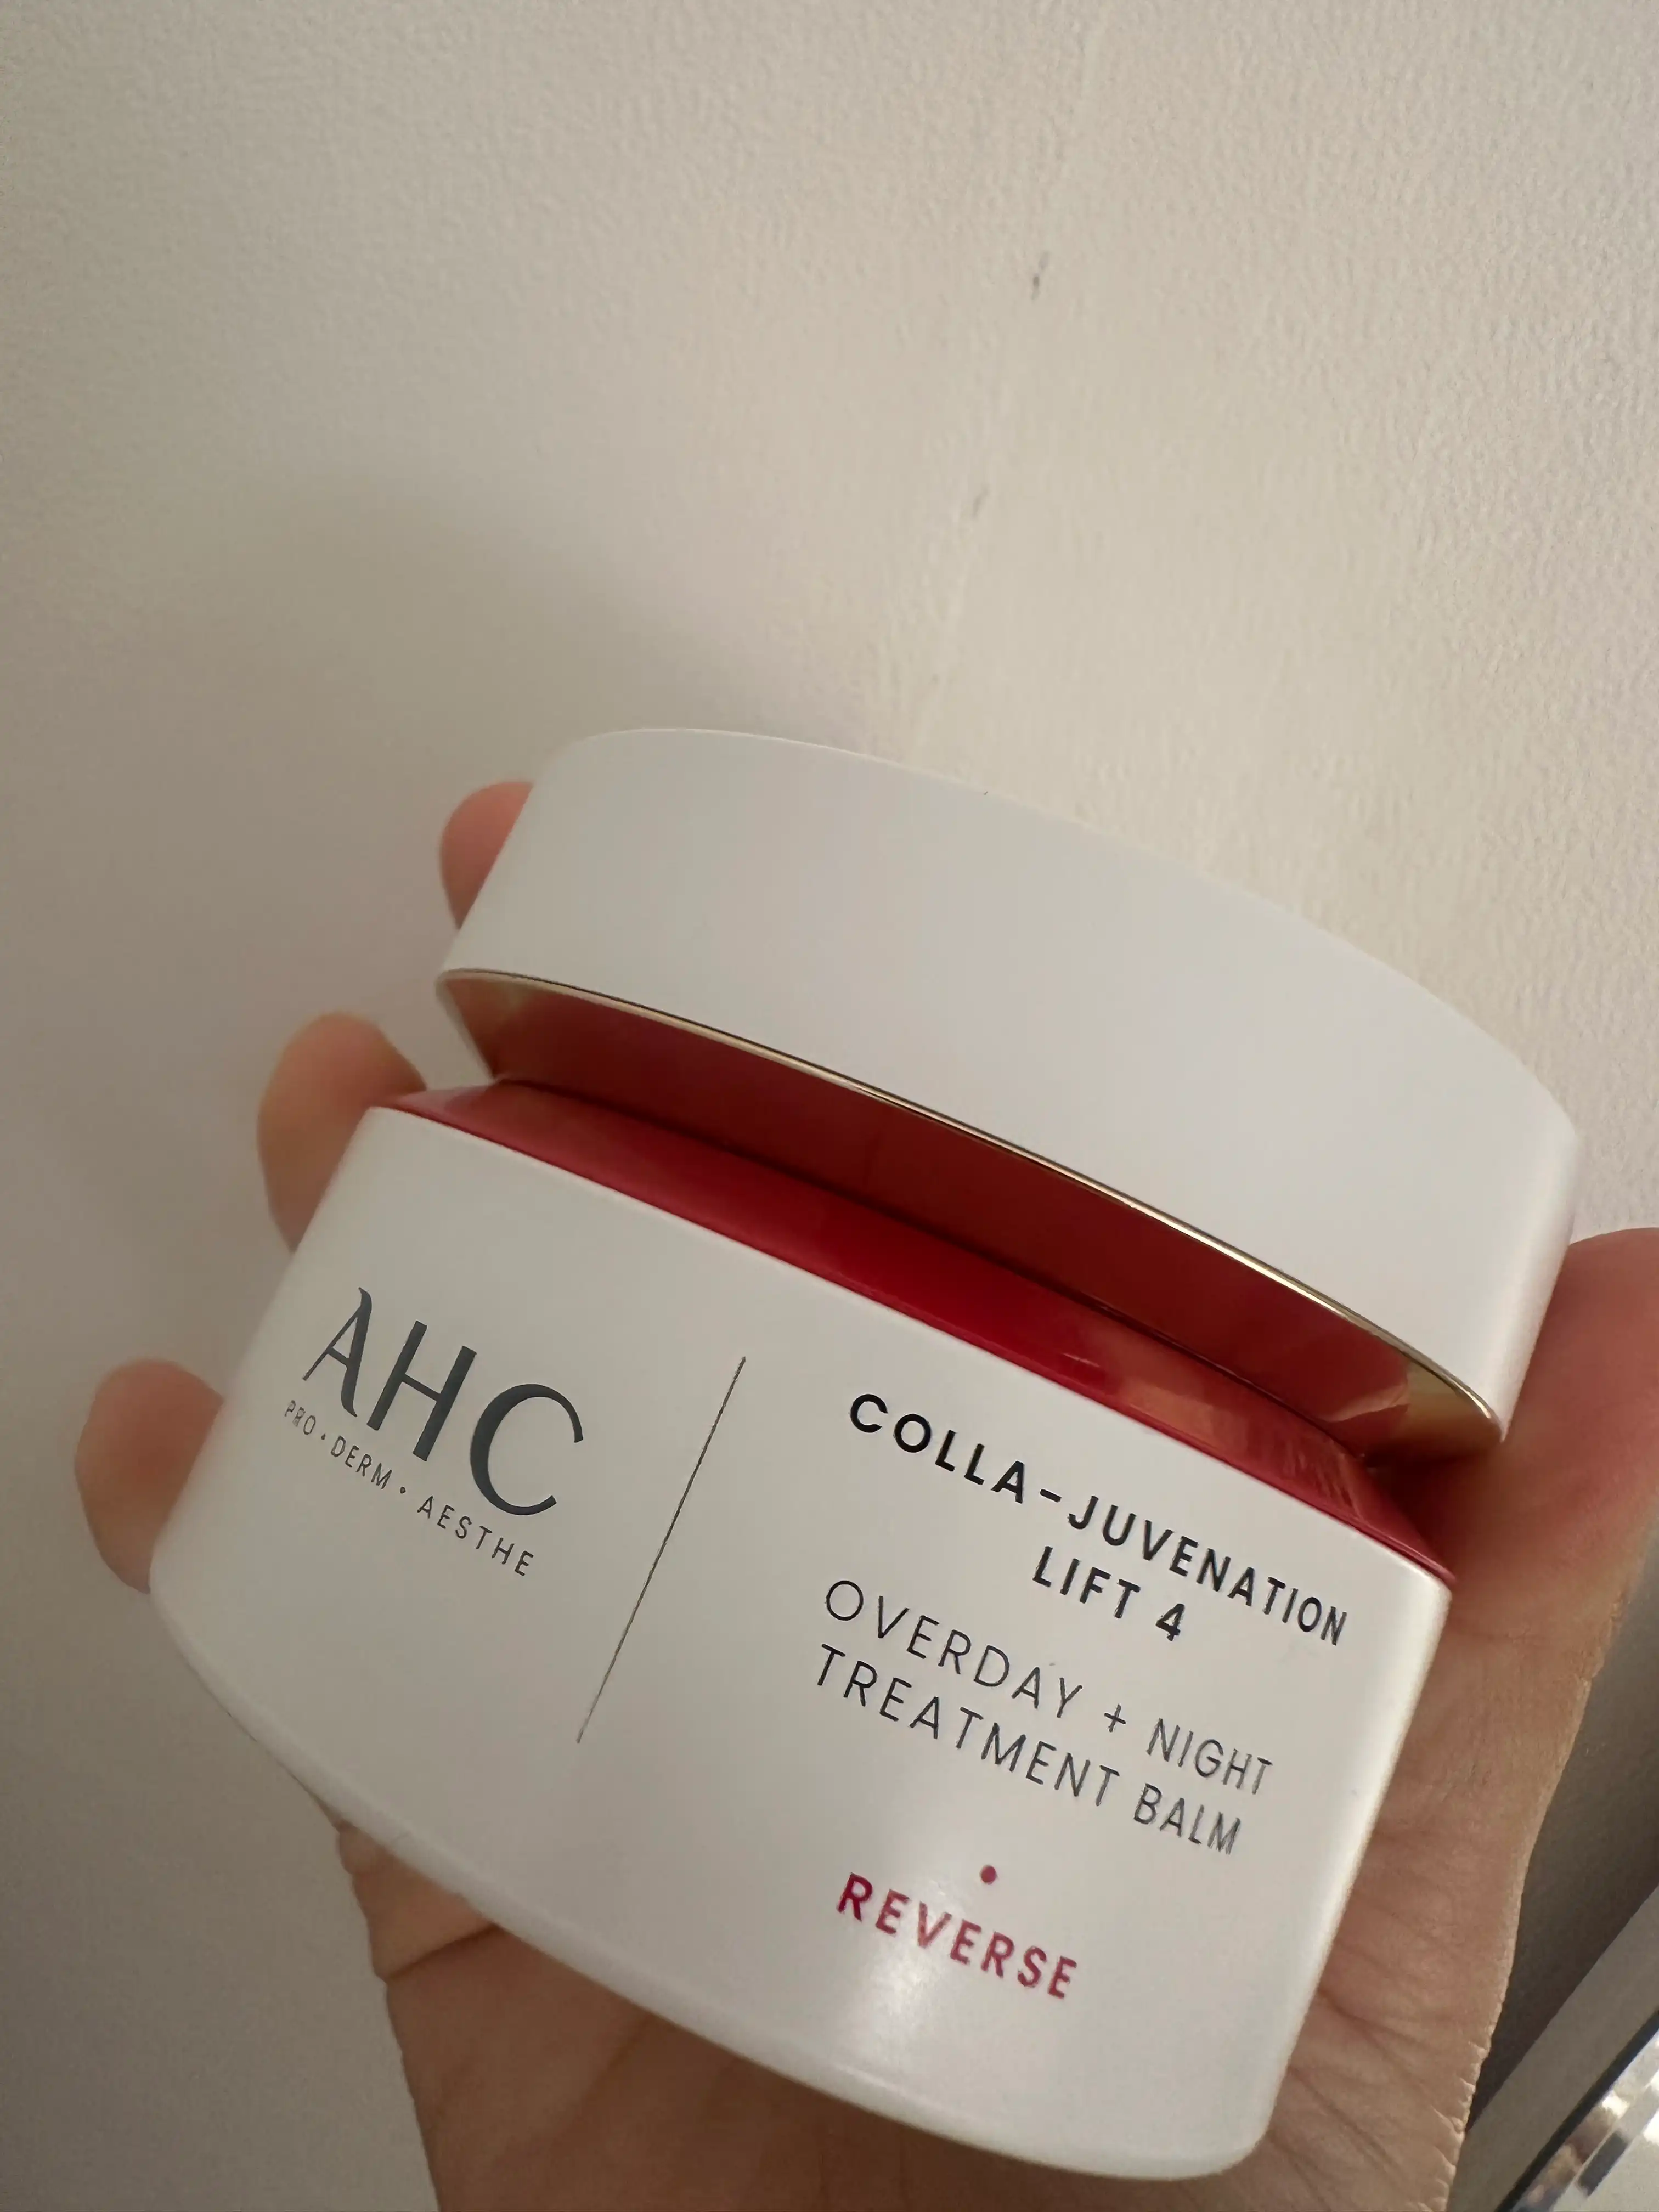 AHC
PRO • DERM • AESTHE
COLLA-JUVENATION
LIFT 4
OVERDAY + NIGHT
TREATMENT BALM
•
REVERSE